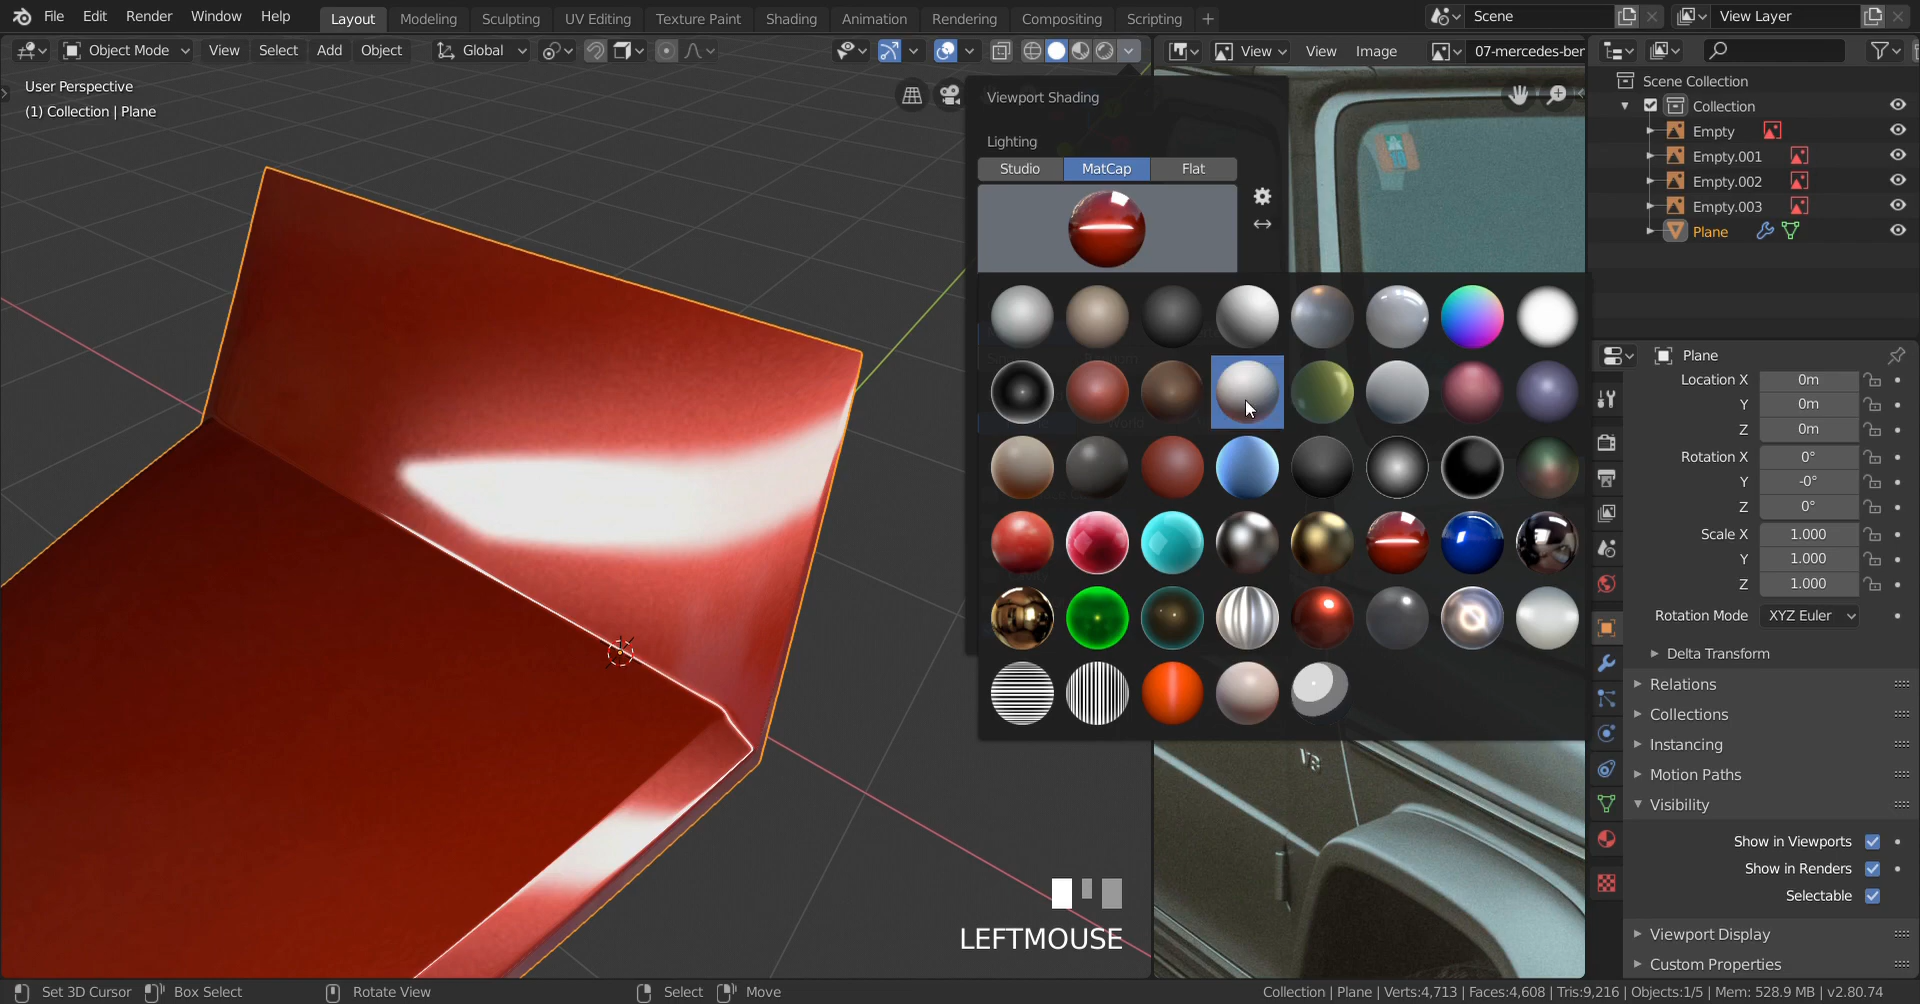 File Edit Render Window Help Layout Modeling Sculpting UV Editing Texture Paint Shading Animation Rendering Compositing Scripting + Scene View Layer
Object Mode View Select Add Object Global View View Image 07-mercedes-ber
User Perspective
(1) Collection | Plane
Viewport Shading
Lighting
Studio MatCap Flat
Scene Collection
Collection
Empty
Empty.001
Empty.002
Empty.003
Plane
Plane
Location X 0m
Y 0m
Z 0m
Rotation X 0°
Y -0°
Z 0°
Scale X 1.000
Y 1.000
Z 1.000
Rotation Mode XYZ Euler
Delta Transform
Relations
Collections
Instancing
Motion Paths
Visibility
Show in Viewports
Show in Renders
Selectable
Viewport Display
Custom Properties
V8
LEFTMOUSE
Set 3D Cursor Box Select Rotate View Select Move Collection | Plane | Verts:4,713 | Faces:4,608 | Tris:9,216 | Objects:1/5 | Mem: 528.9 MB | v2.80.74